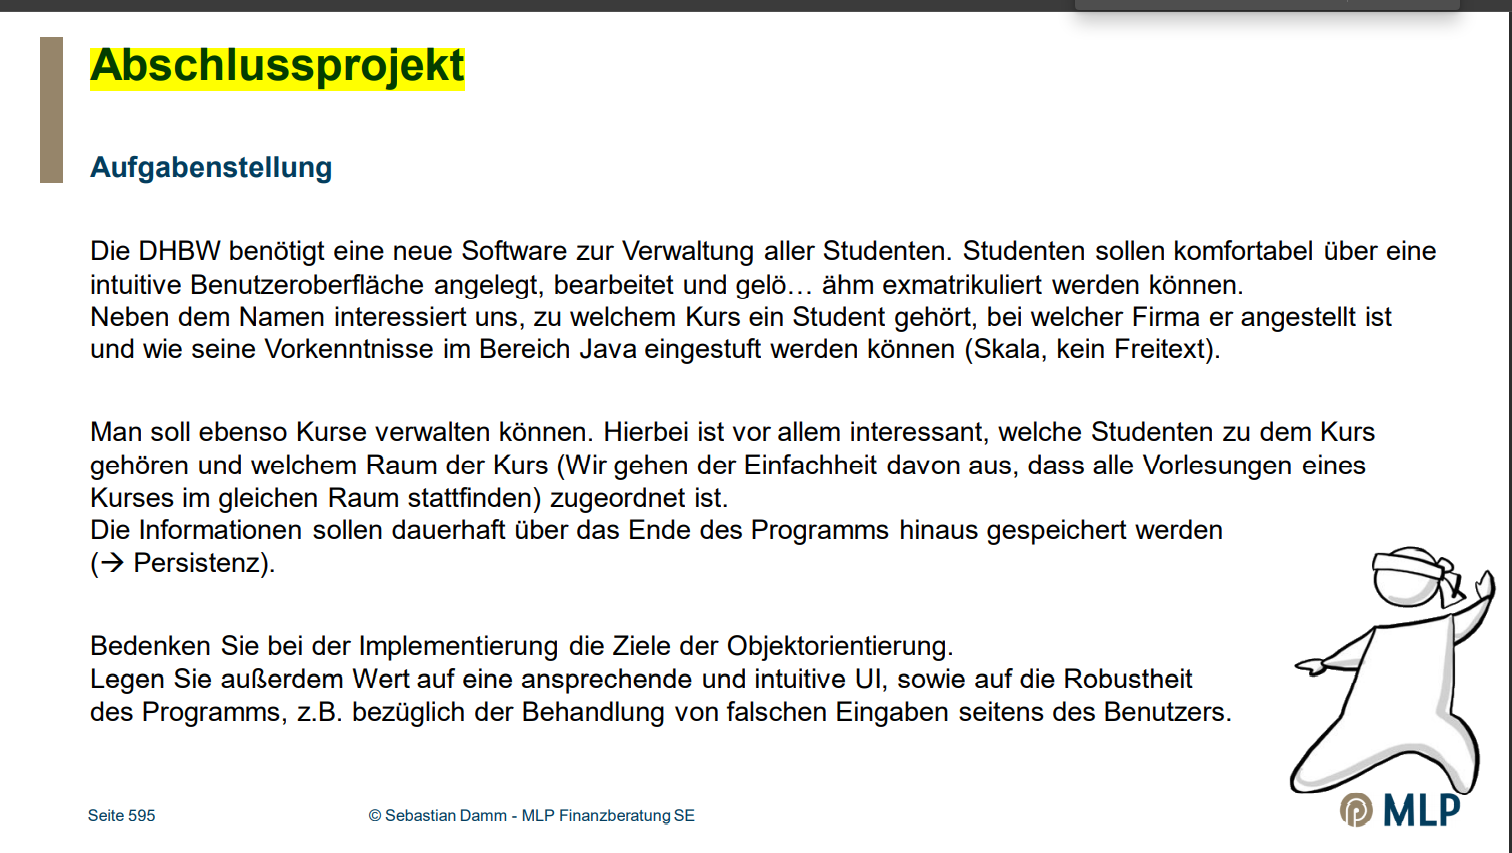 Abschlussprojekt
Aufgabenstellung
Die DHBW benötigt eine neue Software zur Verwaltung aller Studenten. Studenten sollen komfortabel über eine
intuitive Benutzeroberfläche angelegt, bearbeitet und gelö… ähm exmatrikuliert werden können.
Neben dem Namen interessiert uns, zu welchem Kurs ein Student gehört, bei welcher Firma er angestellt ist
und wie seine Vorkenntnisse im Bereich Java eingestuft werden können (Skala, kein Freitext).
Man soll ebenso Kurse verwalten können. Hierbei ist vor allem interessant, welche Studenten zu dem Kurs
gehören und welchem Raum der Kurs (Wir gehen der Einfachheit davon aus, dass alle Vorlesungen eines
Kurses im gleichen Raum stattfinden) zugeordnet ist.
Die Informationen sollen dauerhaft über das Ende des Programms hinaus gespeichert werden
(→ Persistenz).
Bedenken Sie bei der Implementierung die Ziele der Objektorientierung.
Legen Sie außerdem Wert auf eine ansprechende und intuitive UI, sowie auf die Robustheit
des Programms, z.B. bezüglich der Behandlung von falschen Eingaben seitens des Benutzers.
Seite 595
© Sebastian Damm - MLP Finanzberatung SE
MLP